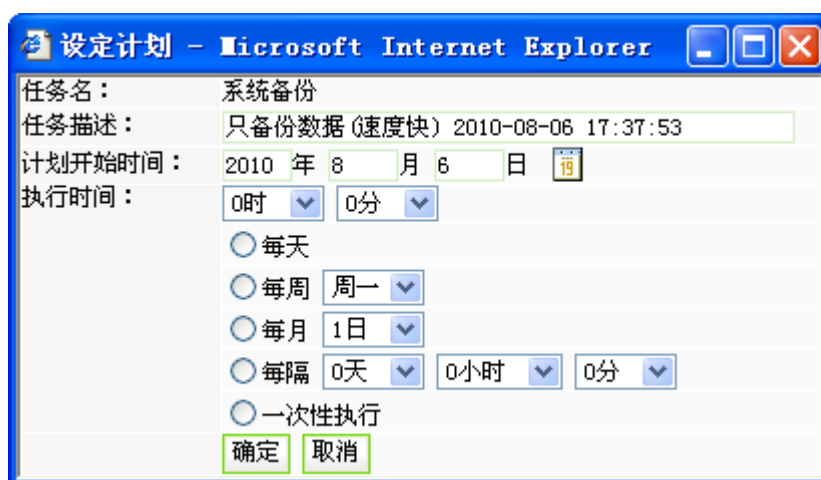 设定计划 - Microsoft Internet Explorer
任务名： 系统备份
任务描述： 只备份数据(速度快) 2010-08-06 17:37:53
计划开始时间： 2010 年 8 月 6 日 19
执行时间： 0时 0分
每天
每周 周一
每月 1日
每隔 0天 0小时 0分
一次性执行
确定 取消